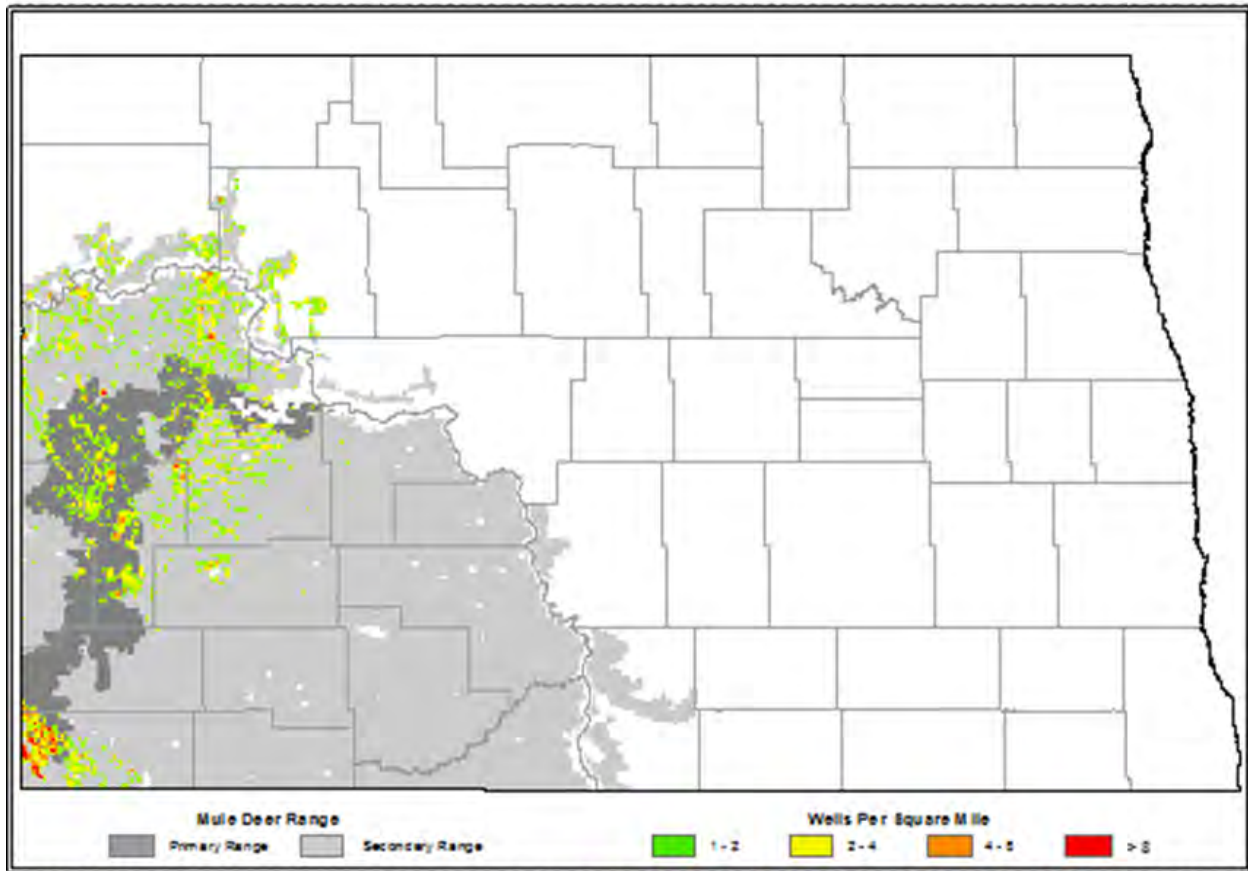 Mule Deer Range Wells Per Square Mile
Primary Range Secondary Range 1 - 2 2 - 4 4 - 8 > 8